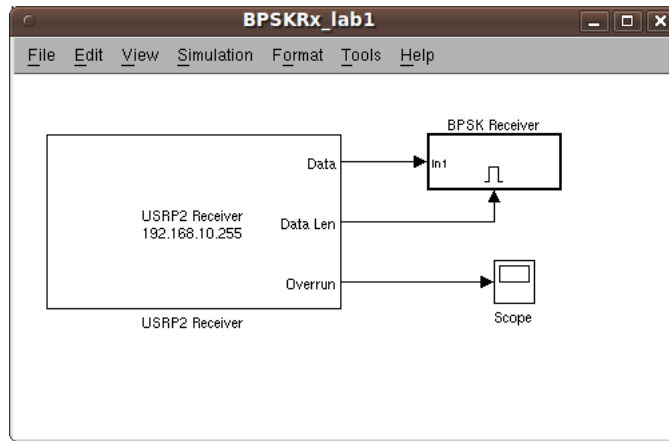 BPSKRx_lab1
File Edit View Simulation Format Tools Help
BPSK Receiver
Data
In1
USRP2 Receiver
192.168.10.255
Data Len
Overrun
USRP2 Receiver
Scope